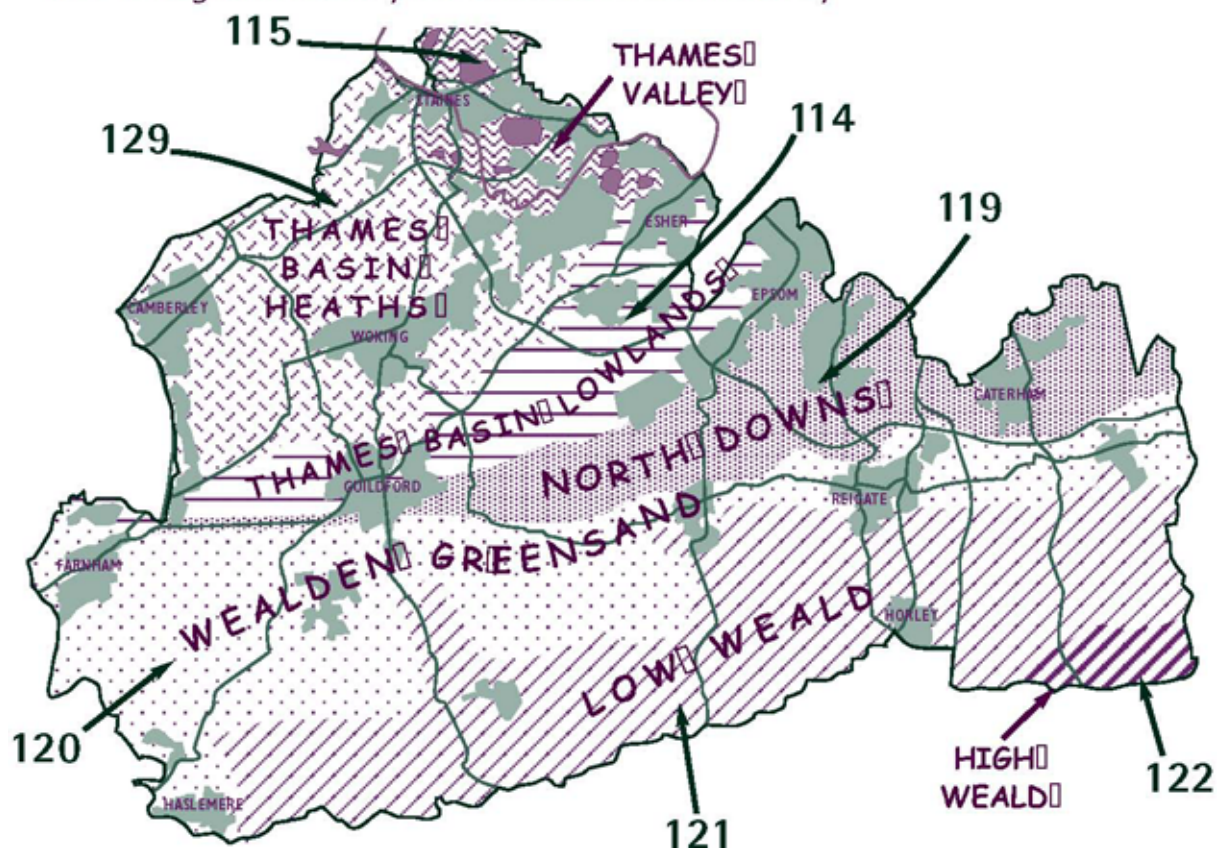 115
THAMES
VALLEY
114
129
STAINES
119
THAMES
BASIN
HEATHS
ESHER
CAMBERLEY
EPSOM
WOKING
THAMES BASIN LOWLANDS
CATERHAM
NORTH DOWNS
GUILDFORD
REIGATE
WEALDEN GREENSAND
FARNHAM
LOW WEALD
HORLEY
120
HIGH
WEALD
122
HASLEMERE
121